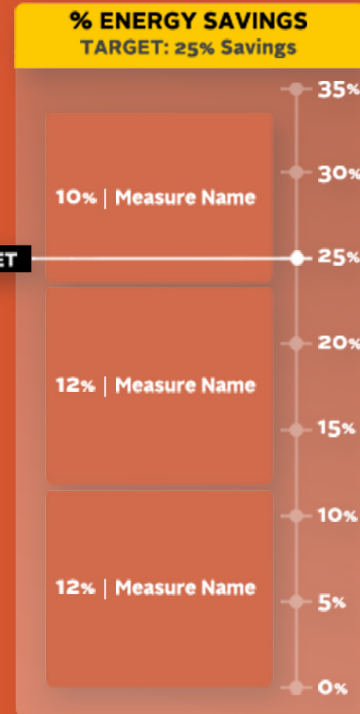 % ENERGY SAVINGS
TARGET: 25% Savings
35%
10% | Measure Name
30%
25%
20%
12% | Measure Name
15%
10%
12% | Measure Name
5%
0%